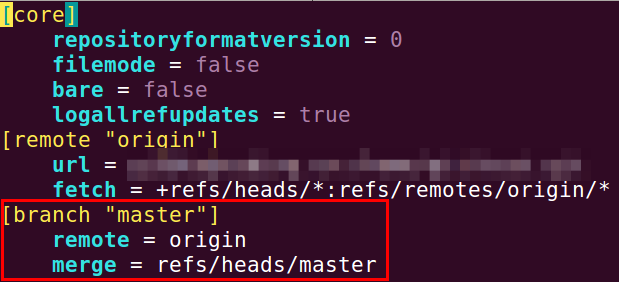 [core]
repositoryformatversion = 0
filemode = false
bare = false
logallrefupdates = true
[remote "origin"]
url =
fetch = +refs/heads/*:refs/remotes/origin/*
[branch "master"]
remote = origin
merge = refs/heads/master